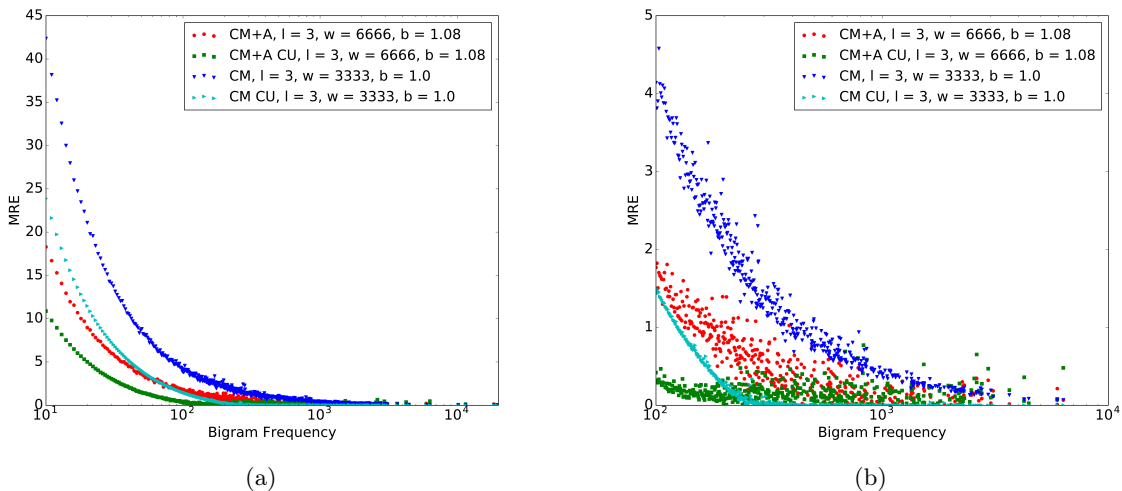 45
40
35
30
25
20
15
10
5
0
MRE
10^1
10^2
10^3
10^4
Bigram Frequency
CM+A, l = 3, w = 6666, b = 1.08
CM+A CU, l = 3, w = 6666, b = 1.08
CM, l = 3, w = 3333, b = 1.0
CM CU, l = 3, w = 3333, b = 1.0
(a)
5
4
3
2
1
0
MRE
10^2
10^3
10^4
Bigram Frequency
CM+A, l = 3, w = 6666, b = 1.08
CM+A CU, l = 3, w = 6666, b = 1.08
CM, l = 3, w = 3333, b = 1.0
CM CU, l = 3, w = 3333, b = 1.0
(b)